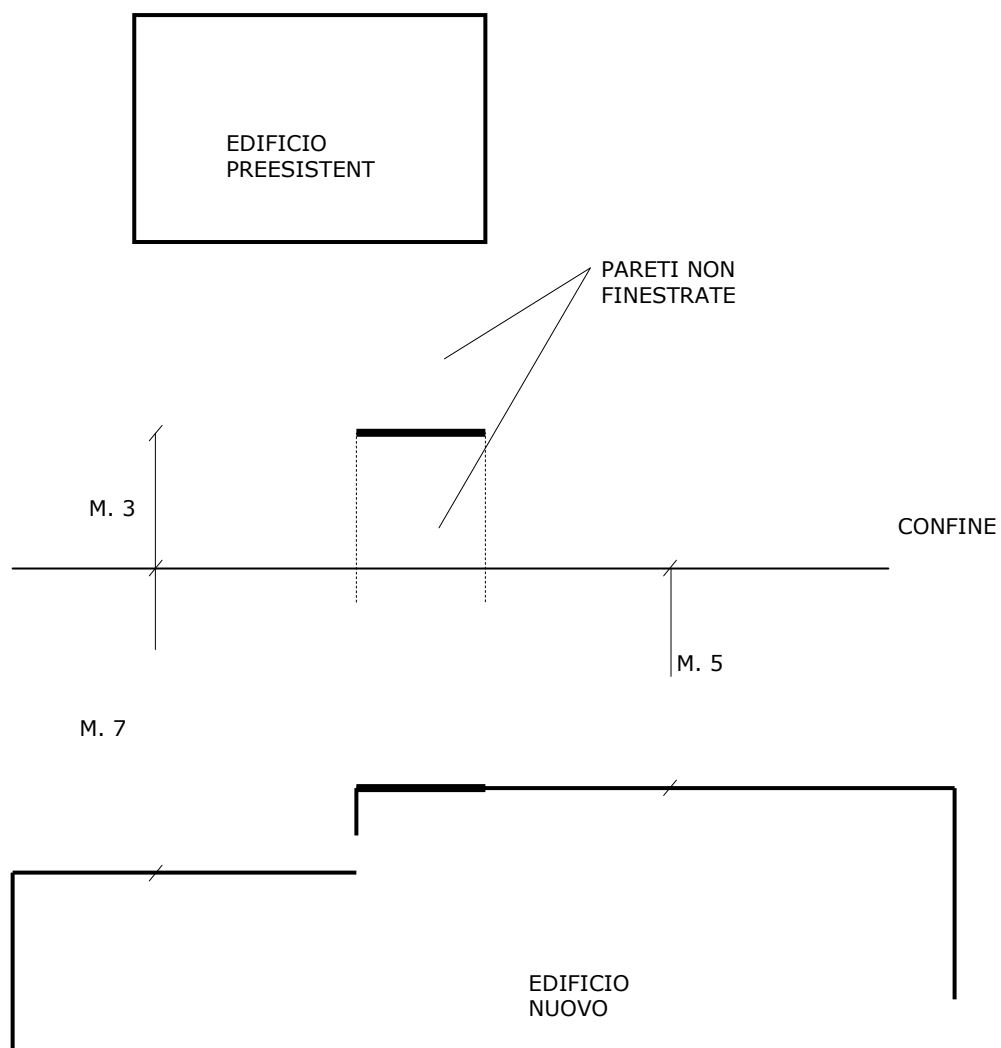 EDIFICIO
PREESISTENT
PARETI NON
FINESTRATE
M. 3
CONFINE
M. 5
M. 7
EDIFICIO
NUOVO